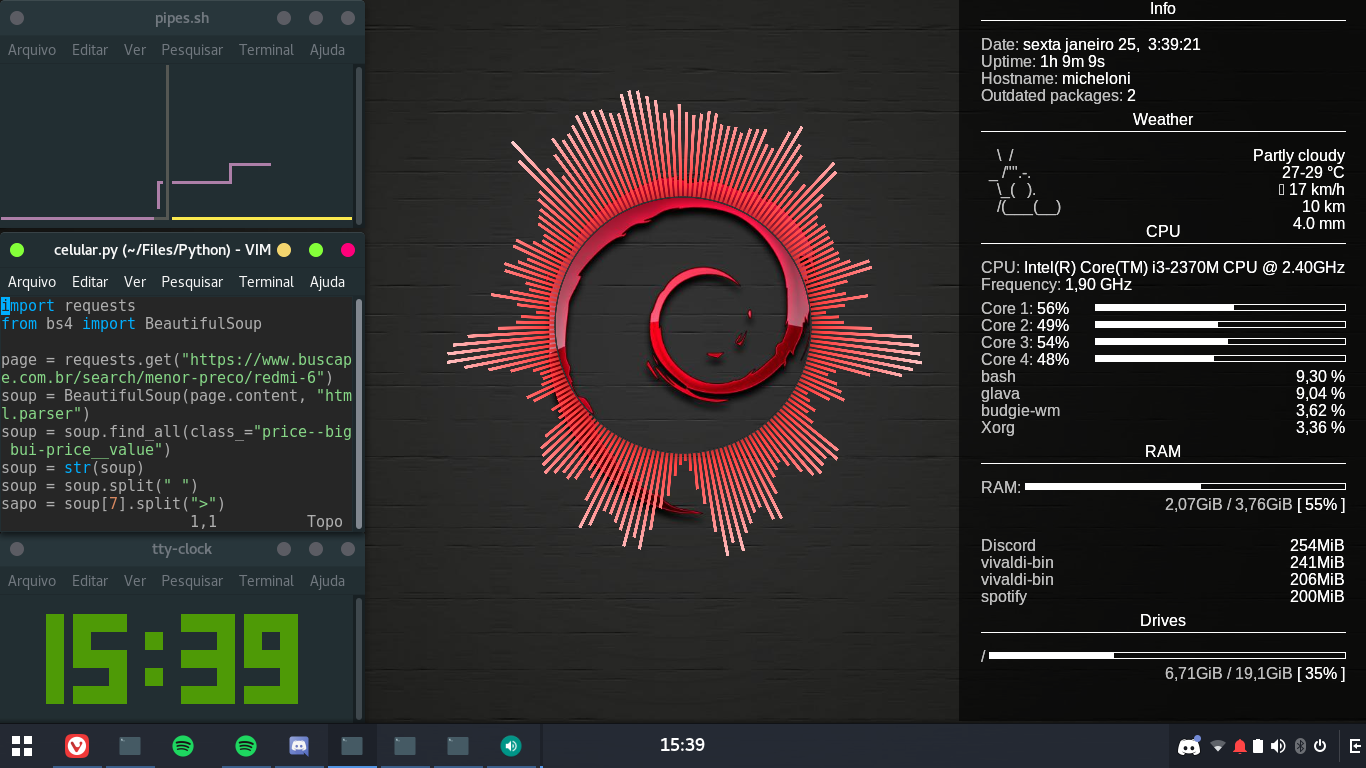 pipes.sh
Arquivo Editar Ver Pesquisar Terminal Ajuda
celular.py (~/Files/Python) - VIM
Arquivo Editar Ver Pesquisar Terminal Ajuda
import requests
from bs4 import BeautifulSoup
page = requests.get("https://www.buscap
e.com.br/search/menor-preco/redmi-6")
soup = BeautifulSoup(page.content, "htm
l.parser")
soup = soup.find_all(class_="price--big
bui-price__value")
soup = str(soup)
soup = soup.split(" ")
sapo = soup[7].split(">")
1,1 Topo
tty-clock
Arquivo Editar Ver Pesquisar Terminal Ajuda
15:39
Info
Date: sexta janeiro 25, 3:39:21
Uptime: 1h 9m 9s
Hostname: micheloni
Outdated packages: 2
Weather
\ /
Partly cloudy
_ /"".-.
27-29 °C
\_( ).
17 km/h
/(___(__)
10 km
4.0 mm
CPU
CPU: Intel(R) Core(TM) i3-2370M CPU @ 2.40GHz
Frequency: 1,90 GHz
Core 1: 56%
Core 2: 49%
Core 3: 54%
Core 4: 48%
bash 9,30 %
glava 9,04 %
budgie-wm 3,62 %
Xorg 3,36 %
RAM
RAM:
2,07GiB / 3,76GiB [ 55% ]
Discord 254MiB
vivaldi-bin 241MiB
vivaldi-bin 206MiB
spotify 200MiB
Drives
/
6,71GiB / 19,1GiB [ 35% ]
15:39